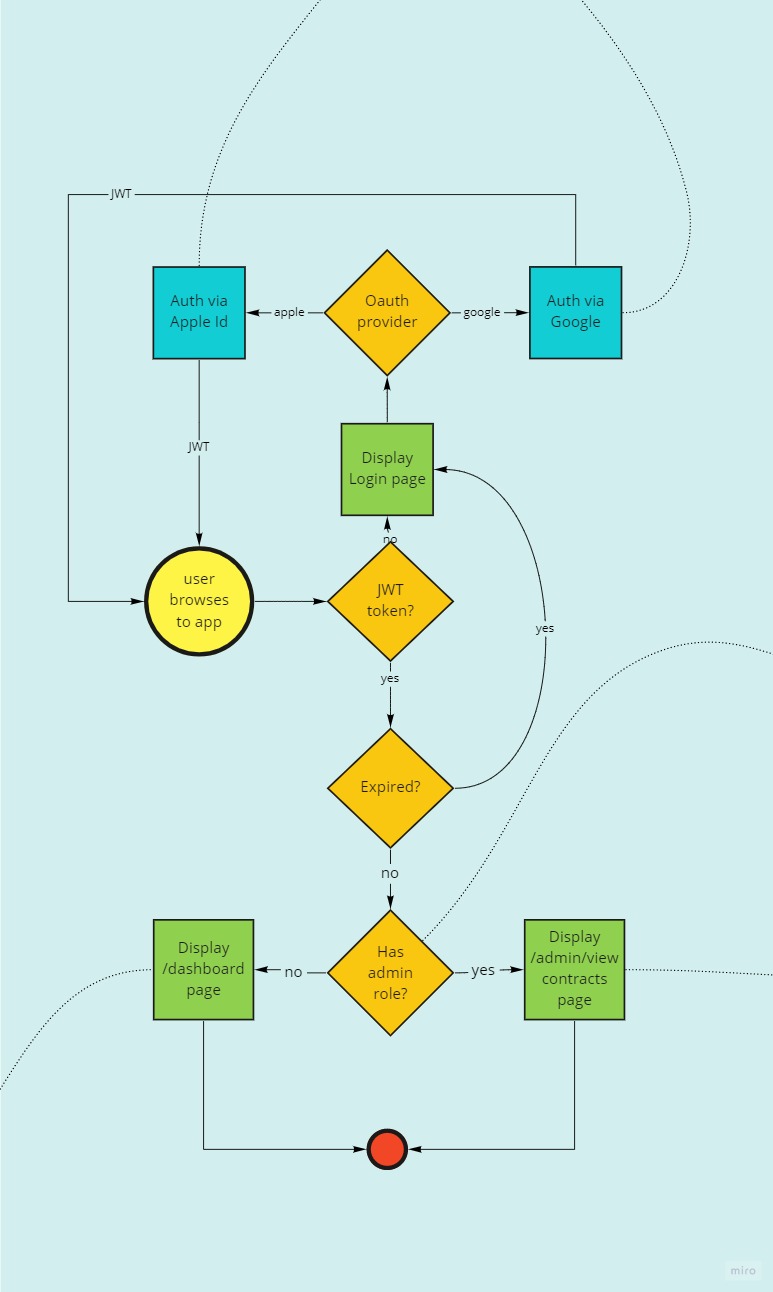 JWT
Auth via
Apple Id
apple
Oauth
provider
google
Auth via
Google
JWT
Display
Login page
no
user
browses
to app
JWT
token?
yes
yes
Expired?
no
Display
/dashboard
page
no
Has
admin
role?
yes
Display
/admin/view
contracts
page
miro